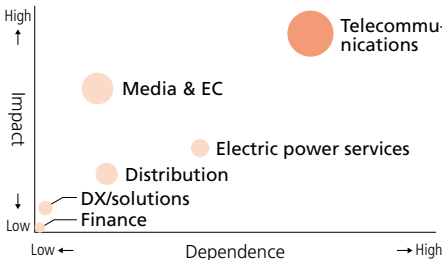 High
Telecommu-
nications
Impact
Media & EC
Electric power services
Distribution
DX/solutions
Finance
Low
Low
Dependence
High